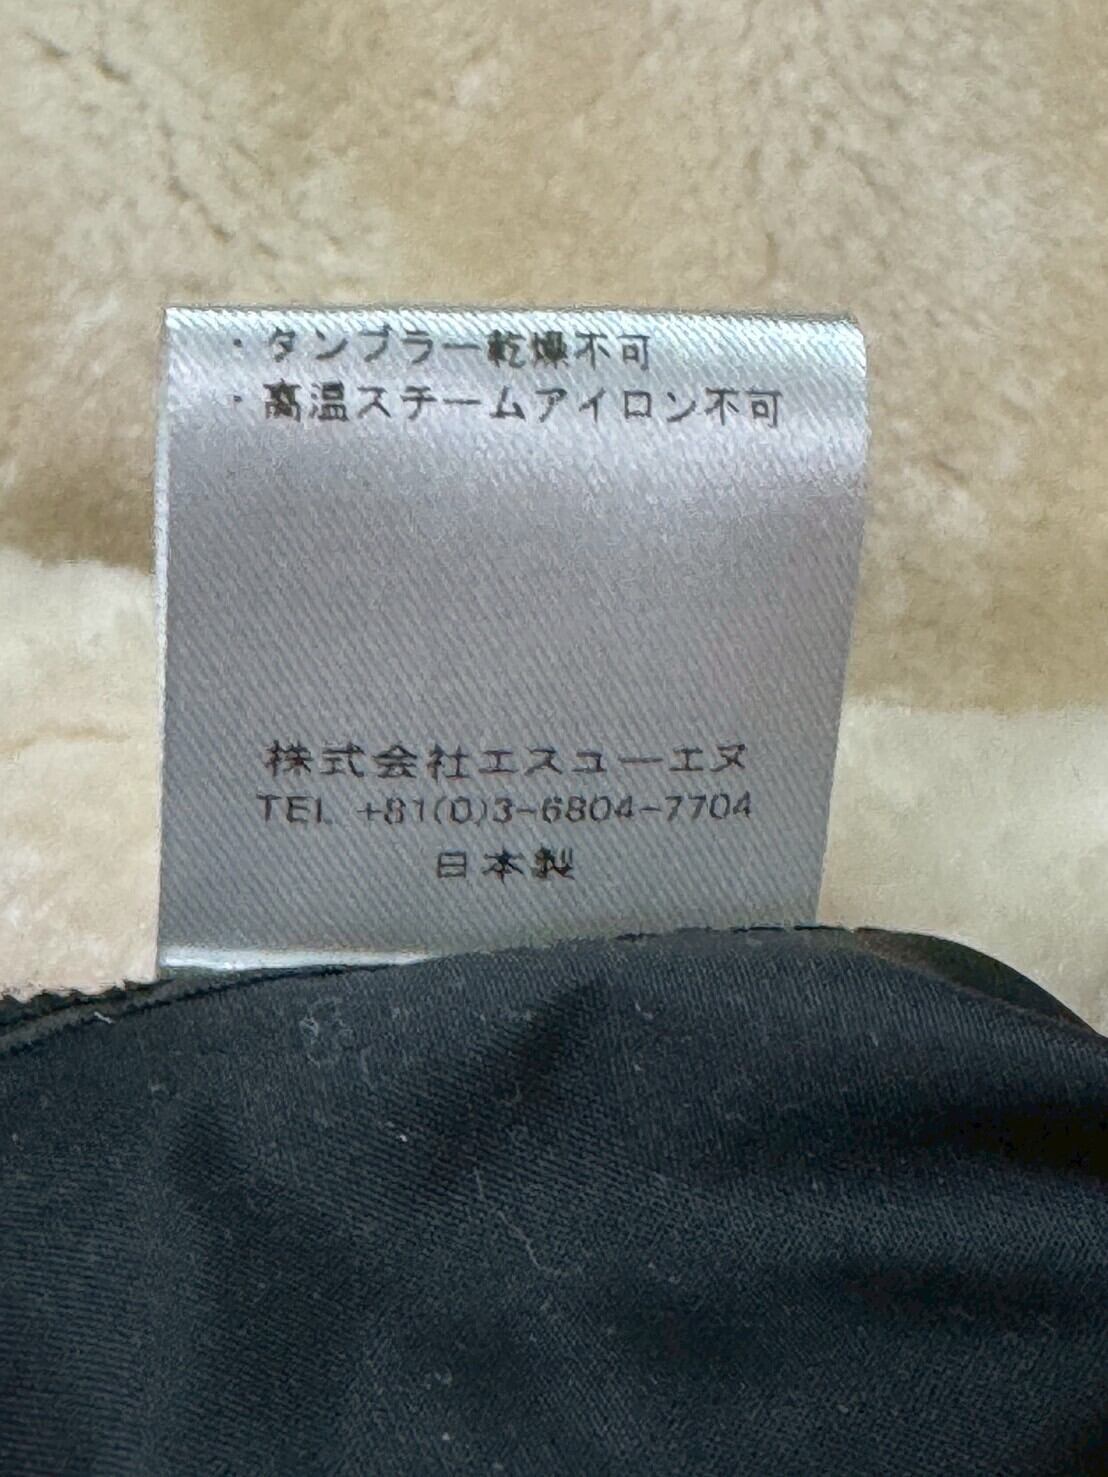 ・タンブラー乾燥不可
・高温スチームアイロン不可
株式会社エスユーエヌ
TEL +81(0)3-6804-7704
日本製